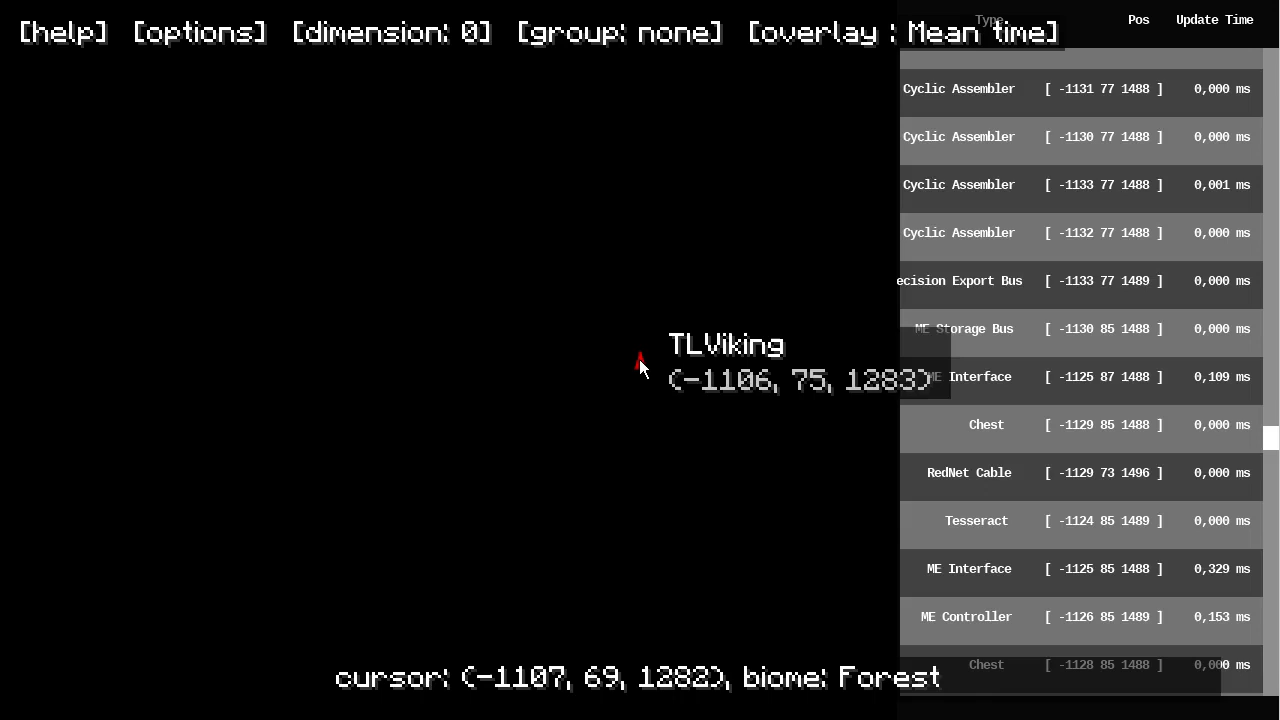 Type Pos Update Time
[help] [options] [dimension: 0] [group: none] [overlay : Mean time]
Cyclic Assembler [ -1131 77 1488 ] 0,000 ms
Cyclic Assembler [ -1130 77 1488 ] 0,000 ms
Cyclic Assembler [ -1133 77 1488 ] 0,001 ms
Cyclic Assembler [ -1132 77 1488 ] 0,000 ms
ecision Export Bus [ -1133 77 1489 ] 0,000 ms
ME Storage Bus [ -1130 85 1488 ] 0,000 ms
TLViking
(-1106, 75, 1283)
ME Interface [ -1125 87 1488 ] 0,109 ms
Chest [ -1129 85 1488 ] 0,000 ms
RedNet Cable [ -1129 73 1496 ] 0,000 ms
Tesseract [ -1124 85 1489 ] 0,000 ms
ME Interface [ -1125 85 1488 ] 0,329 ms
ME Controller [ -1126 85 1489 ] 0,153 ms
Chest [ -1128 85 1488 ] 0,000 ms
cursor: (-1107, 69, 1282), biome: Forest